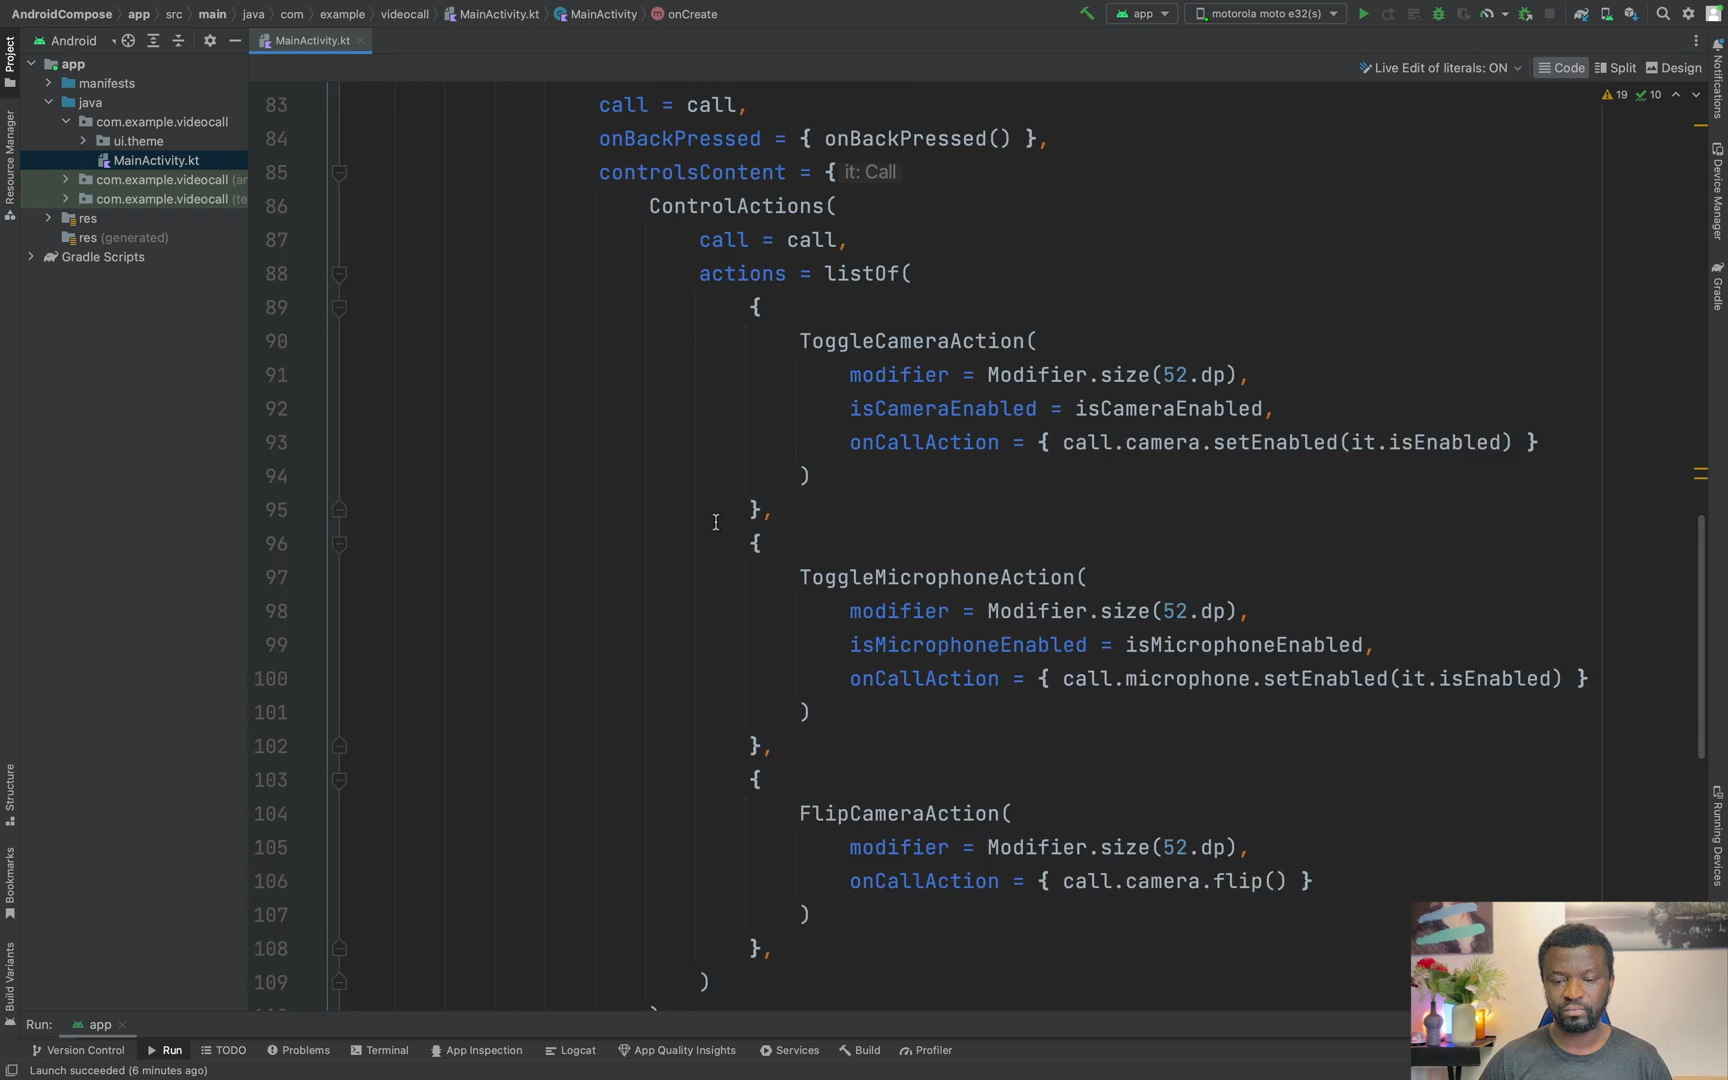 AndroidCompose app src main java com example videocall MainActivity.kt MainActivity onCreate app motorola moto e32(s)
Project Android MainActivity.kt
Live Edit of literals: ON Code Split Design
19 10
app
manifests
java
com.example.videocall
ui.theme
MainActivity.kt
com.example.videocall (an
com.example.videocall (te
res
res (generated)
Gradle Scripts
83 call = call,
84 onBackPressed = { onBackPressed() },
85 controlsContent = { it: Call
86 ControlActions(
87 call = call,
88 actions = listOf(
89 {
90 ToggleCameraAction(
91 modifier = Modifier.size(52.dp),
92 isCameraEnabled = isCameraEnabled,
93 onCallAction = { call.camera.setEnabled(it.isEnabled) }
94 )
95 },
96 {
97 ToggleMicrophoneAction(
98 modifier = Modifier.size(52.dp),
99 isMicrophoneEnabled = isMicrophoneEnabled,
100 onCallAction = { call.microphone.setEnabled(it.isEnabled) }
101 )
102 },
103 {
104 FlipCameraAction(
105 modifier = Modifier.size(52.dp),
106 onCallAction = { call.camera.flip() }
107 )
108 },
109 )
Resource Manager
Structure
Bookmarks
Build Variants
Notifications
Device Manager
Gradle
Running Devices
Run: app
Version Control Run TODO Problems Terminal App Inspection Logcat App Quality Insights Services Build Profiler
Launch succeeded (6 minutes ago)